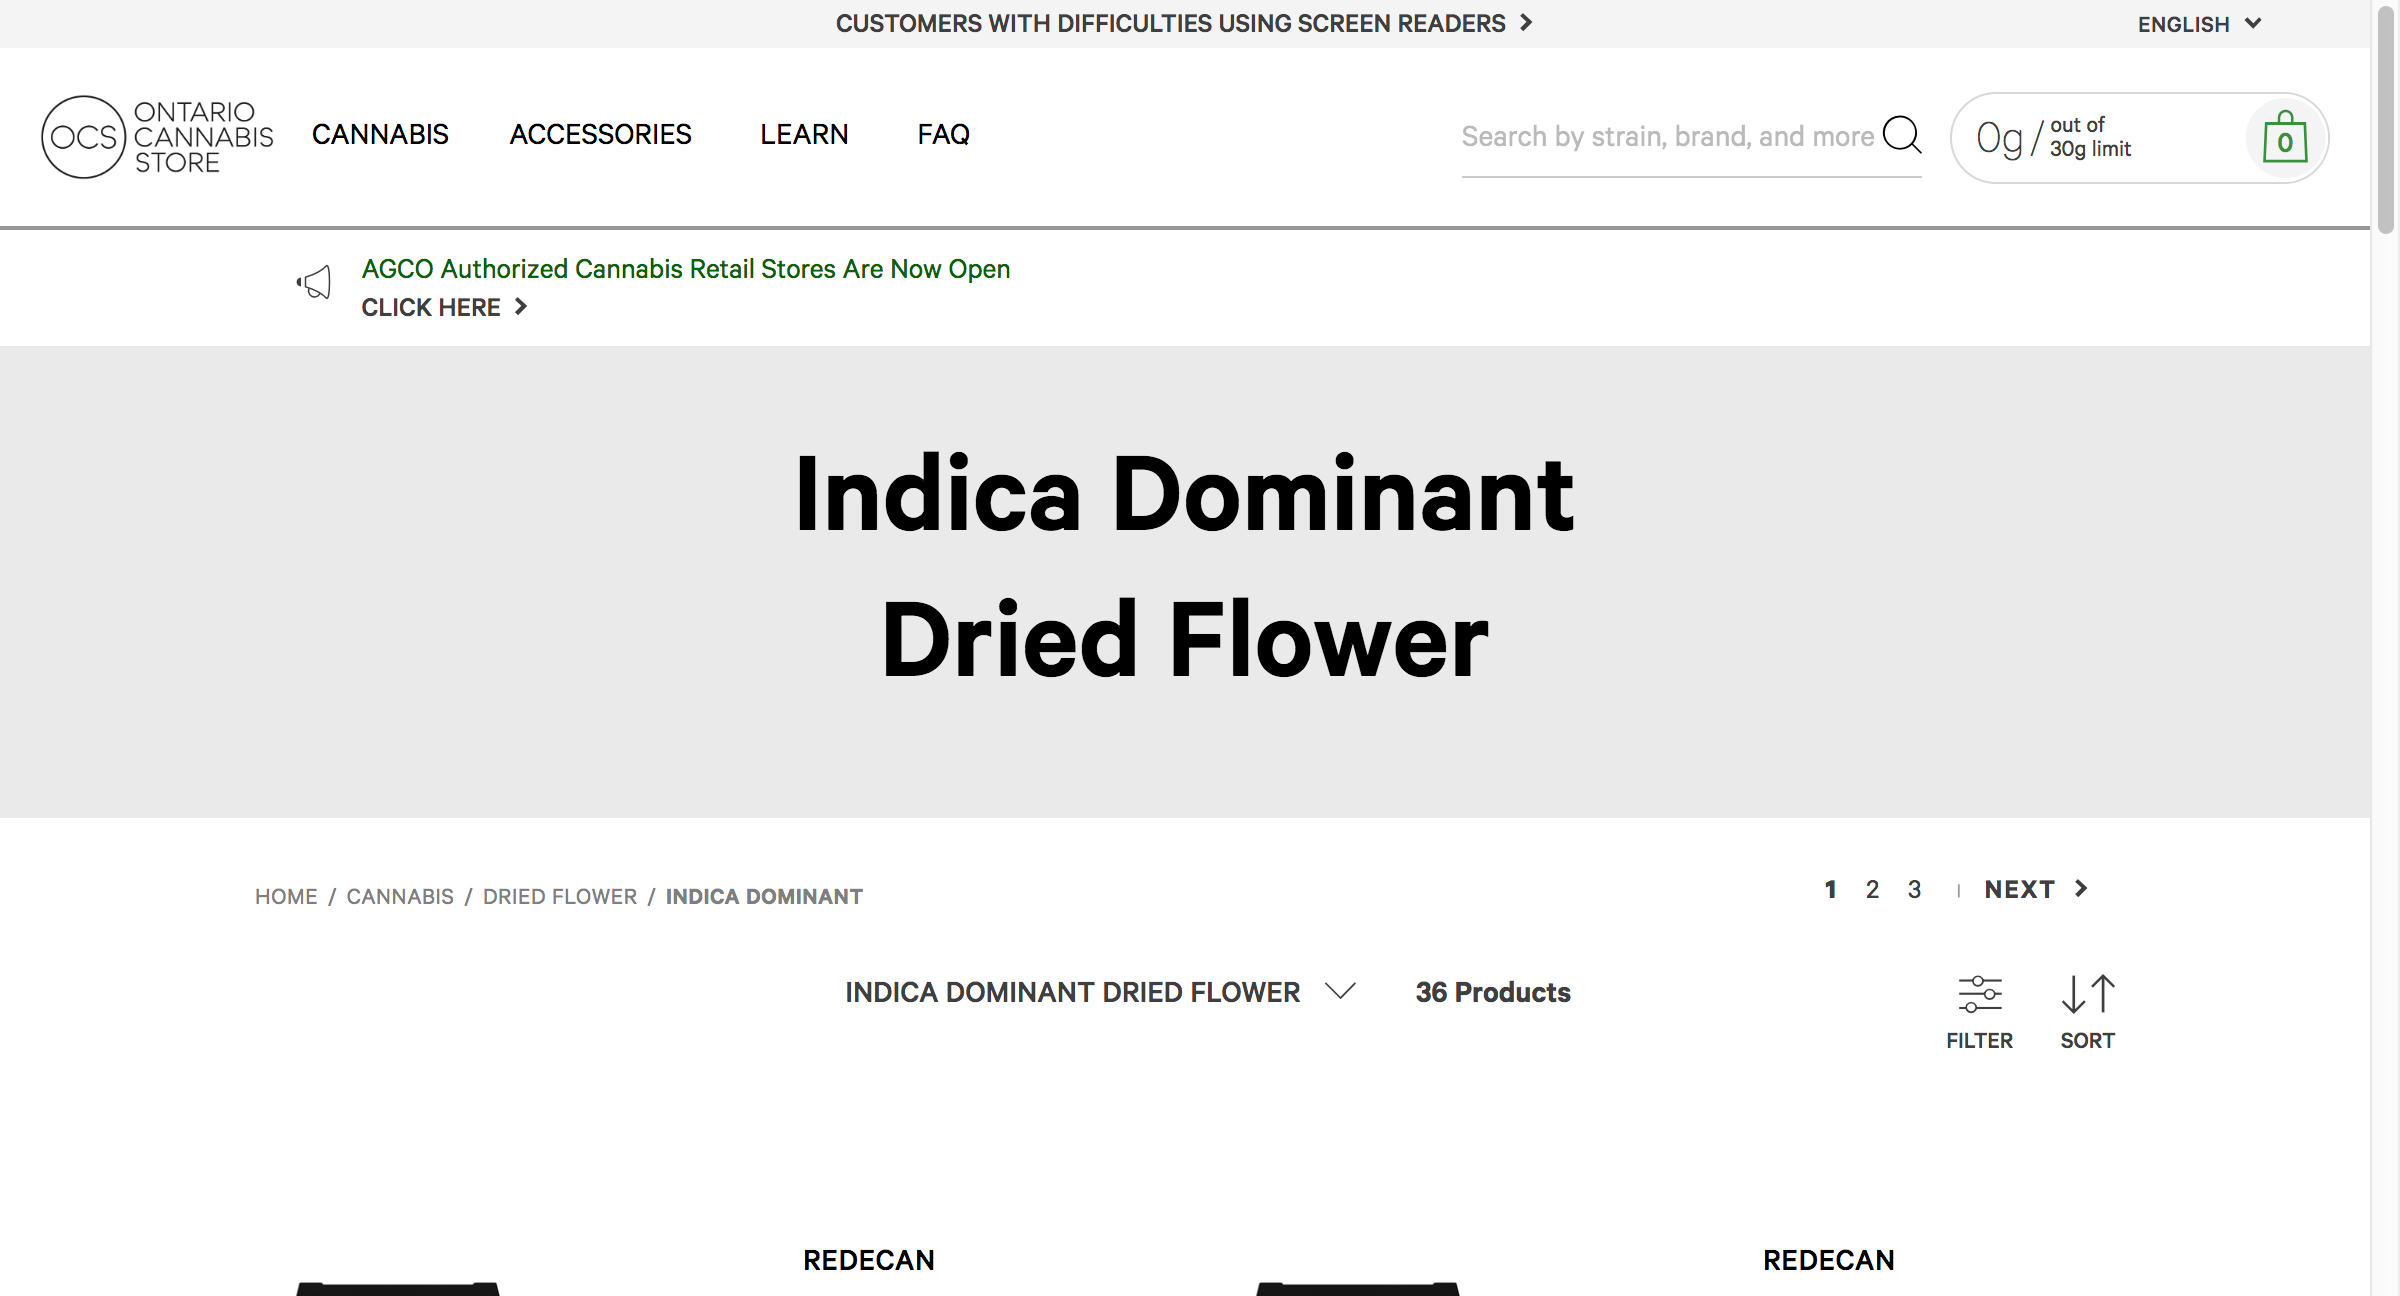 CUSTOMERS WITH DIFFICULTIES USING SCREEN READERS
ENGLISH
OCS
ONTARIO
CANNABIS
STORE
CANNABIS
ACCESSORIES
LEARN
FAQ
Search by strain, brand, and more
0g / out of
30g limit
0
AGCO Authorized Cannabis Retail Stores Are Now Open
CLICK HERE
Indica Dominant
Dried Flower
HOME / CANNABIS / DRIED FLOWER / INDICA DOMINANT
1 2 3 | NEXT
INDICA DOMINANT DRIED FLOWER
36 Products
FILTER
SORT
REDECAN
REDECAN